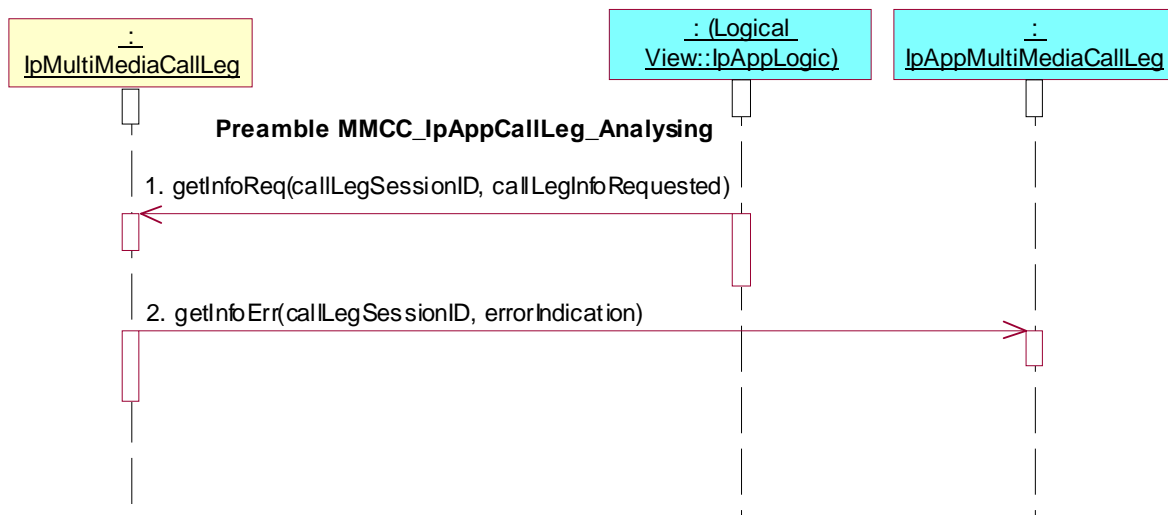 :
IpMultiMediaCallLeg
: (Logical
View::IpAppLogic)
:
IpAppMultiMediaCallLeg
Preamble MMCC_IpAppCallLeg_Analysing
1. getInfoReq(callLegSessionID, callLegInfoRequested)
2. getInfoErr(callLegSessionID, errorIndication)